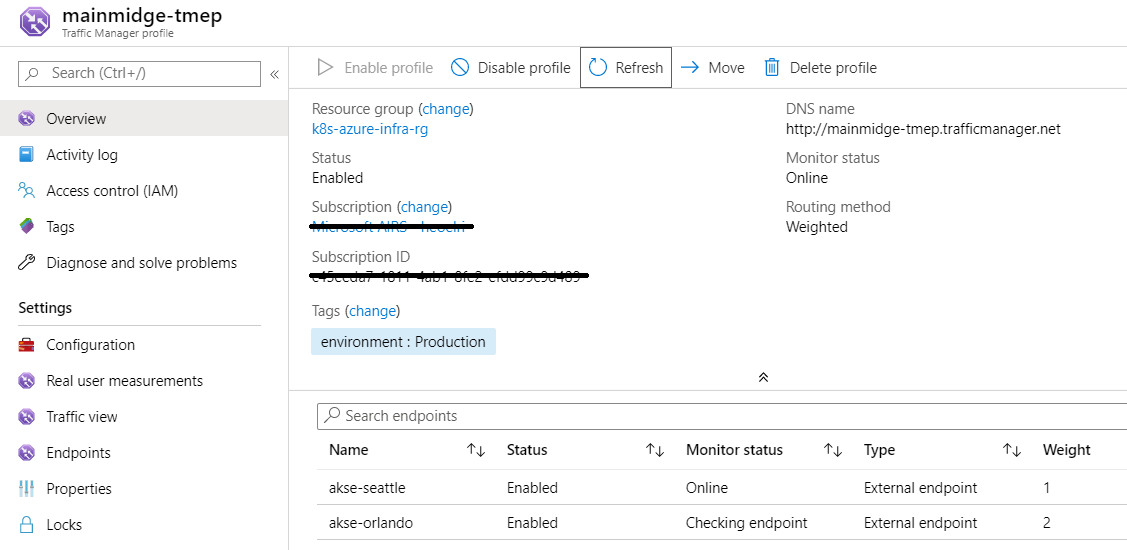 mainmidge-tmep
Traffic Manager profile
Search (Ctrl+/)
«
Overview
Activity log
Access control (IAM)
Tags
Diagnose and solve problems
Settings
Configuration
Real user measurements
Traffic view
Endpoints
Properties
Locks
Enable profile Disable profile Refresh Move Delete profile
Resource group (change)
k8s-azure-infra-rg
Status
Enabled
Subscription (change)
Subscription ID
Tags (change)
environment : Production
DNS name
http://mainmidge-tmep.trafficmanager.net
Monitor status
Online
Routing method
Weighted
Search endpoints
Name Status Monitor status Type Weight
akse-seattle Enabled Online External endpoint 1
akse-orlando Enabled Checking endpoint External endpoint 2